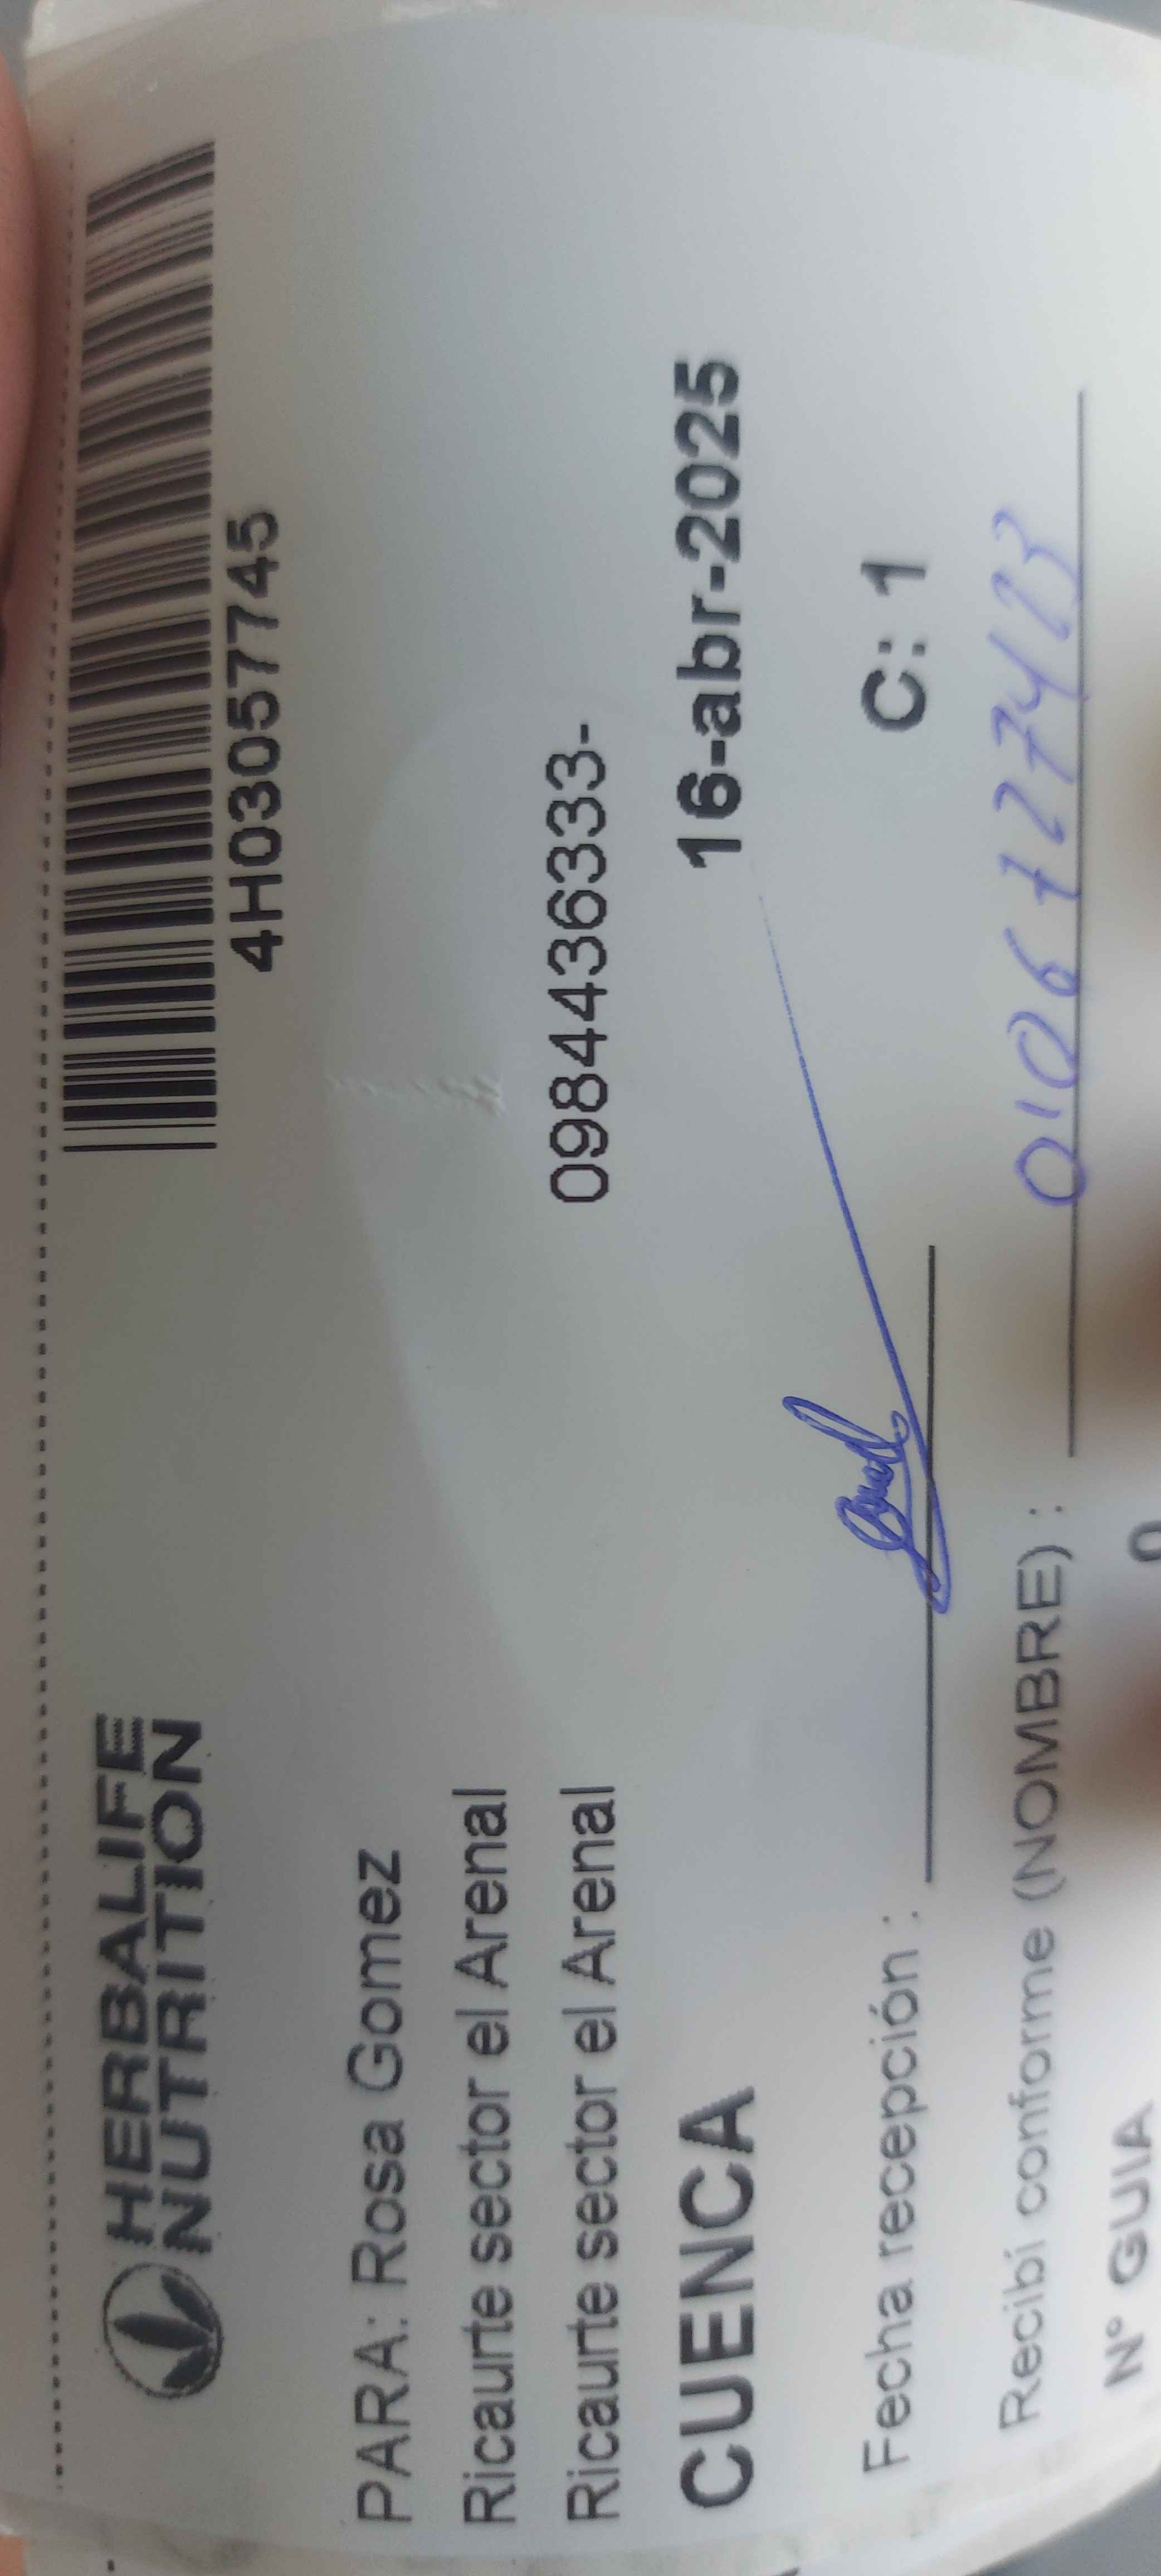 HERBALIFE
NUTRITION
4H03057745
PARA: Rosa Gomez
Ricaurte sector el Arenal
Ricaurte sector el Arenal
0984436333-
CUENCA
16-abr-2025
Fecha recepción :
C: 1
Recibí conforme (NOMBRE) :
N° GUIA